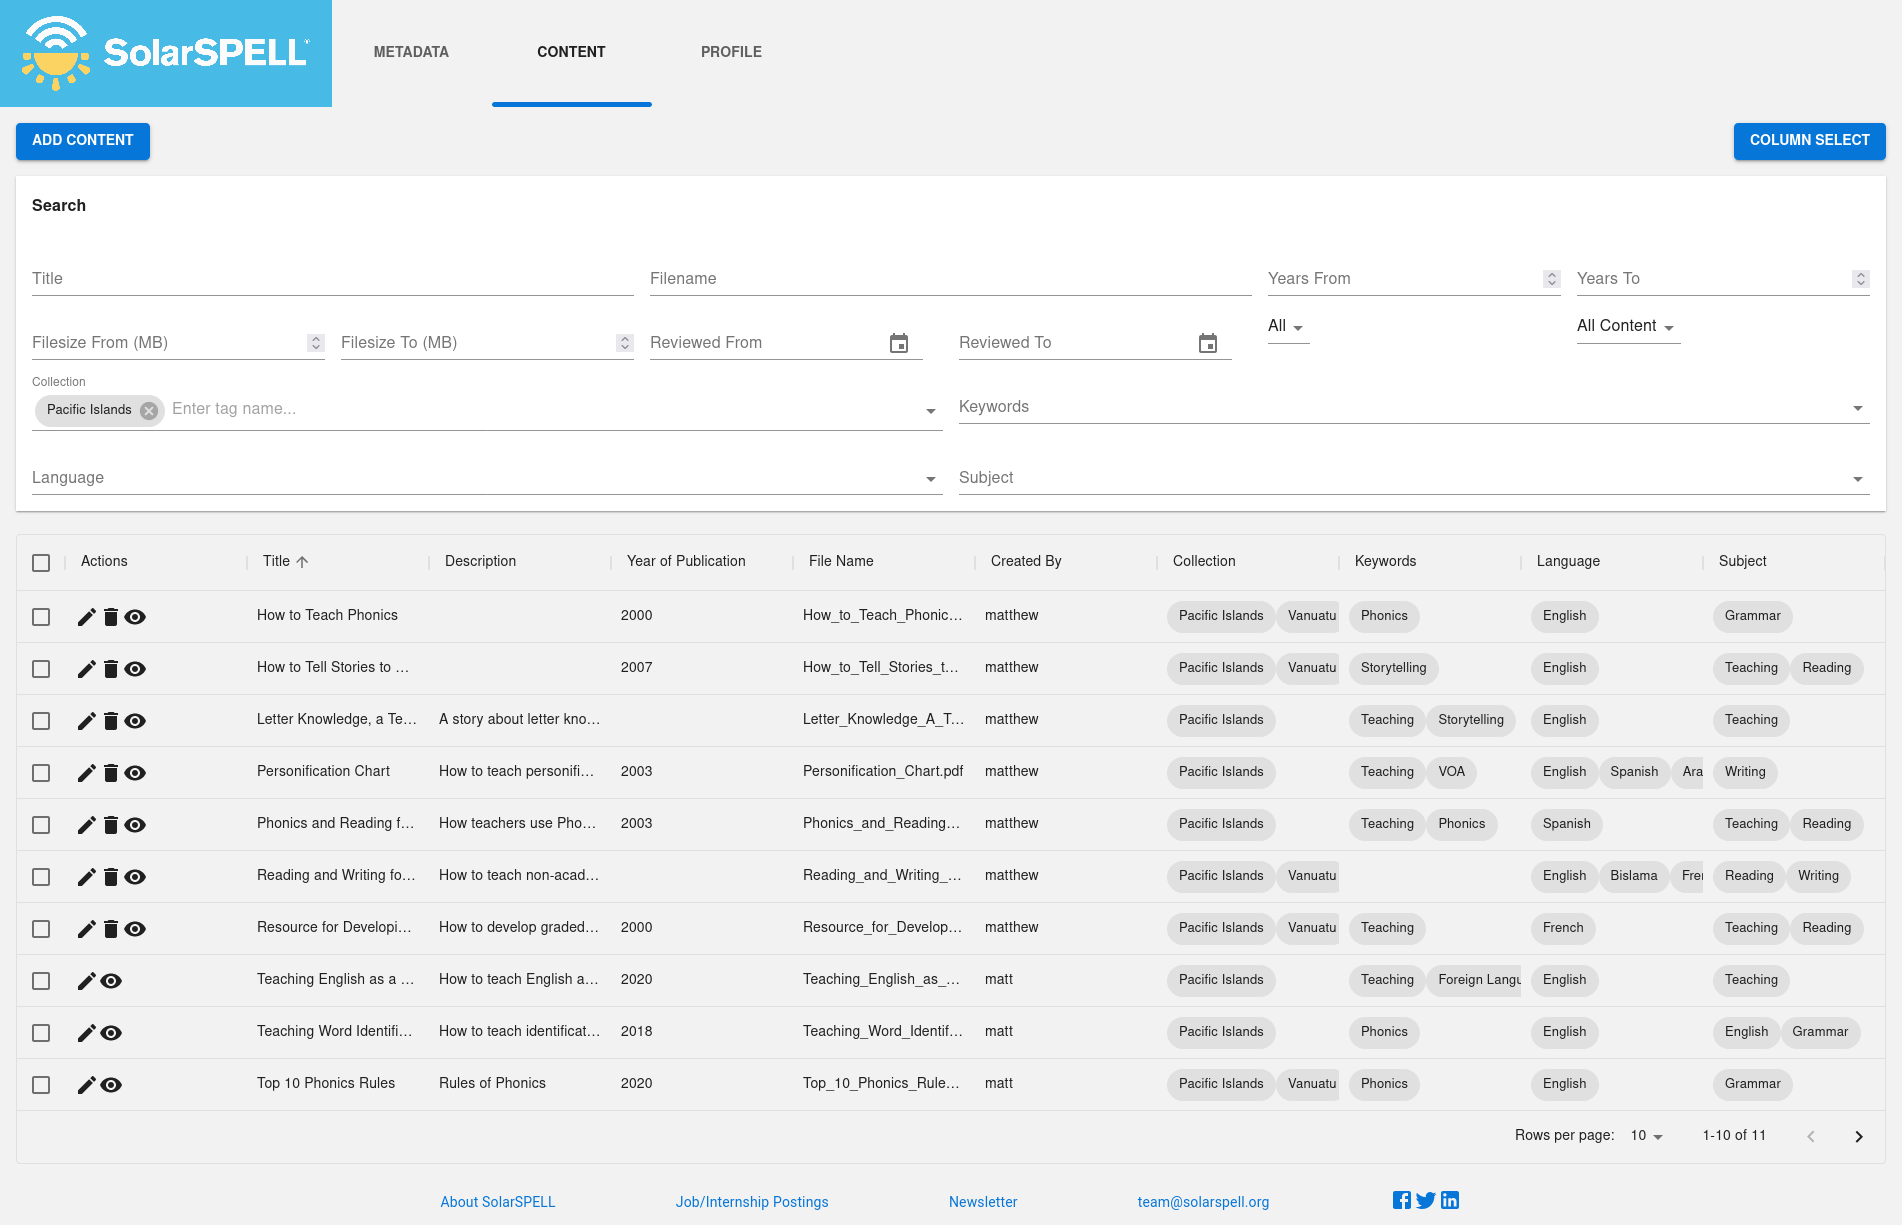 SolarSPELL
METADATA CONTENT PROFILE
ADD CONTENT COLUMN SELECT
Search
Title Filename Years From Years To
Filesize From (MB) Filesize To (MB) Reviewed From Reviewed To All All Content
Collection
Pacific Islands Enter tag name... Keywords
Language Subject
Actions Title Description Year of Publication File Name Created By Collection Keywords Language Subject
How to Teach Phonics 2000 How_to_Teach_Phonic… matthew Pacific Islands Vanuatu Phonics English Grammar
How to Tell Stories to … 2007 How_to_Tell_Stories_t… matthew Pacific Islands Vanuatu Storytelling English Teaching Reading
Letter Knowledge, a Te… A story about letter kno… Letter_Knowledge_A_T… matthew Pacific Islands Teaching Storytelling English Teaching
Personification Chart How to teach personifi… 2003 Personification_Chart.pdf matthew Pacific Islands Teaching VOA English Spanish Ara Writing
Phonics and Reading f… How teachers use Pho… 2003 Phonics_and_Reading… matthew Pacific Islands Teaching Phonics Spanish Teaching Reading
Reading and Writing fo… How to teach non-acad… Reading_and_Writing_… matthew Pacific Islands Vanuatu English Bislama Fre Reading Writing
Resource for Developi… How to develop graded… 2000 Resource_for_Develop… matthew Pacific Islands Vanuatu Teaching French Teaching Reading
Teaching English as a … How to teach English a… 2020 Teaching_English_as_… matt Pacific Islands Teaching Foreign Langu English Teaching
Teaching Word Identifi… How to teach identificat… 2018 Teaching_Word_Identif… matt Pacific Islands Phonics English English Grammar
Top 10 Phonics Rules Rules of Phonics 2020 Top_10_Phonics_Rule… matt Pacific Islands Vanuatu Phonics English Grammar
Rows per page: 10 1-10 of 11
About SolarSPELL Job/Internship Postings Newsletter team@solarspell.org